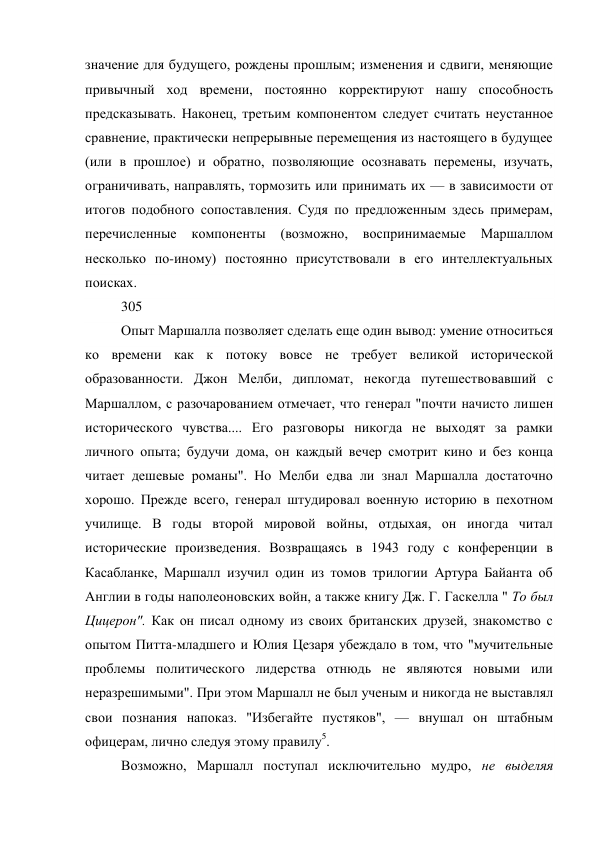 значение для будущего, рождены прошлым; изменения и сдвиги, меняющие
привычный ход времени, постоянно корректируют нашу способность
предсказывать. Наконец, третьим компонентом следует считать неустанное
сравнение, практически непрерывные перемещения из настоящего в будущее
(или в прошлое) и обратно, позволяющие осознавать перемены, изучать,
ограничивать, направлять, тормозить или принимать их — в зависимости от
итогов подобного сопоставления. Судя по предложенным здесь примерам,
перечисленные компоненты (возможно, воспринимаемые Маршаллом
несколько по-иному) постоянно присутствовали в его интеллектуальных
поисках.
305
Опыт Маршалла позволяет сделать еще один вывод: умение относиться
ко времени как к потоку вовсе не требует великой исторической
образованности. Джон Мелби, дипломат, некогда путешествовавший с
Маршаллом, с разочарованием отмечает, что генерал "почти начисто лишен
исторического чувства.... Его разговоры никогда не выходят за рамки
личного опыта; будучи дома, он каждый вечер смотрит кино и без конца
читает дешевые романы". Но Мелби едва ли знал Маршалла достаточно
хорошо. Прежде всего, генерал штудировал военную историю в пехотном
училище. В годы второй мировой войны, отдыхая, он иногда читал
исторические произведения. Возвращаясь в 1943 году с конференции в
Касабланке, Маршалл изучил один из томов трилогии Артура Байанта об
Англии в годы наполеоновских войн, а также книгу Дж. Г. Гаскелла " То был
Цицерон". Как он писал одному из своих британских друзей, знакомство с
опытом Питта-младшего и Юлия Цезаря убеждало в том, что "мучительные
проблемы политического лидерства отнюдь не являются новыми или
неразрешимыми". При этом Маршалл не был ученым и никогда не выставлял
свои познания напоказ. "Избегайте пустяков", — внушал он штабным
офицерам, лично следуя этому правилу⁵.
Возможно, Маршалл поступал исключительно мудро, не выделяя